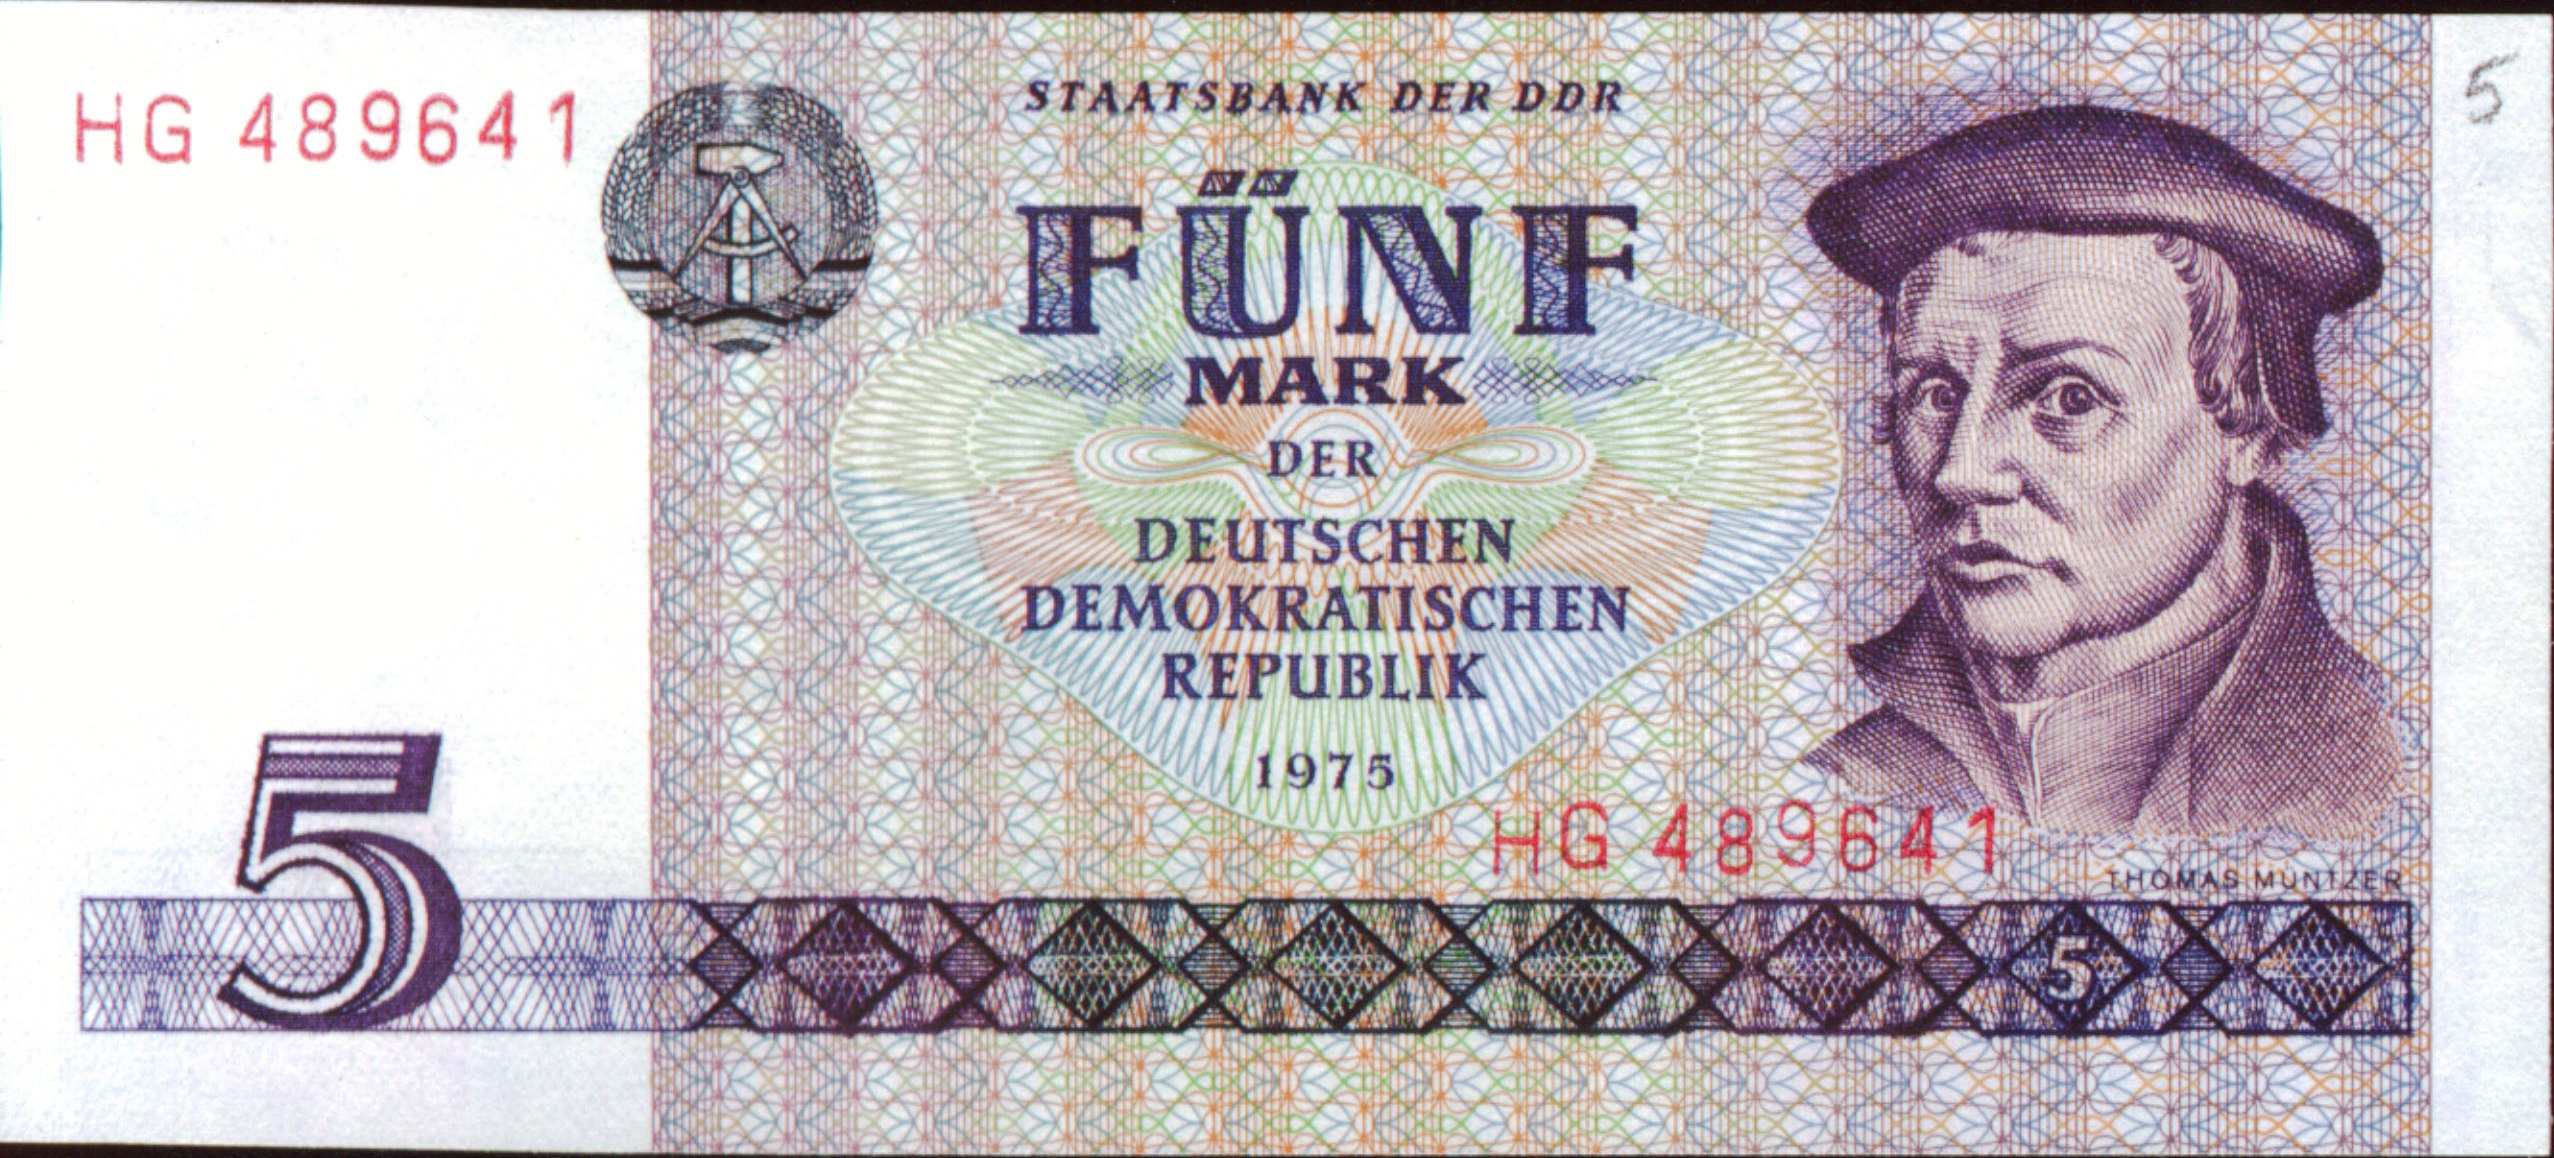 HG 489641
STAATSBANK DER DDR
5
FÜNF
MARK
DER
DEUTSCHEN
DEMOKRATISCHEN
REPUBLIK
1975
HG 489641
THOMAS MÜNTZER
5
5